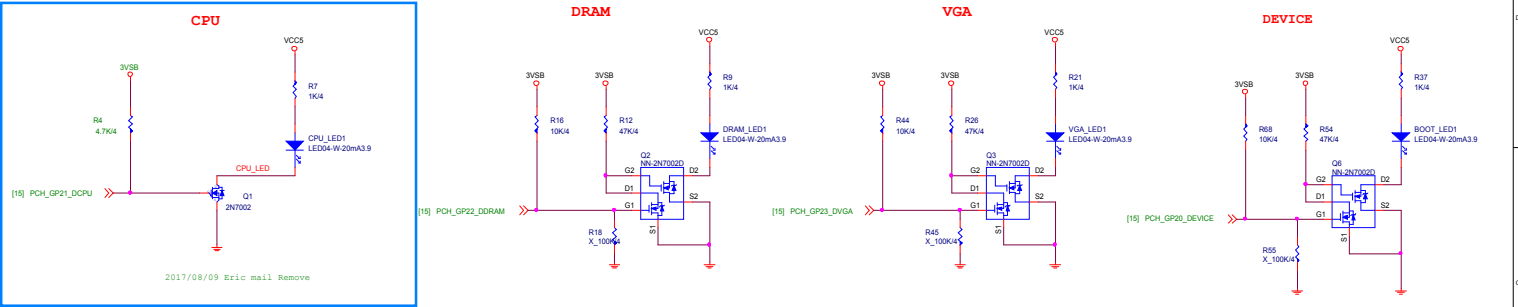 CPU
VCC5
3VSB
R7
1K/4
R4
4.7K/4
CPU_LED1
LED04-W-20mA3.9
CPU_LED
[15] PCH_GP21_DCPU
Q1
2N7002
2017/08/09 Eric mail Remove
DRAM
VCC5
3VSB
3VSB
R9
1K/4
R16
10K/4
R12
47K/4
DRAM_LED1
LED04-W-20mA3.9
Q2
NN-2N7002D
G2
D2
D1
S2
G1
S1
[15] PCH_GP22_DDRAM
R18
X_100K/4
VGA
VCC5
3VSB
3VSB
R21
1K/4
R44
10K/4
R26
47K/4
VGA_LED1
LED04-W-20mA3.9
Q3
NN-2N7002D
G2
D2
D1
S2
G1
S1
[15] PCH_GP23_DVGA
R45
X_100K/4
DEVICE
VCC5
3VSB
3VSB
R37
1K/4
R68
10K/4
R54
47K/4
BOOT_LED1
LED04-W-20mA3.9
Q6
NN-2N7002D
G2
D2
D1
S2
G1
S1
[15] PCH_GP20_DEVICE
R55
X_100K/4